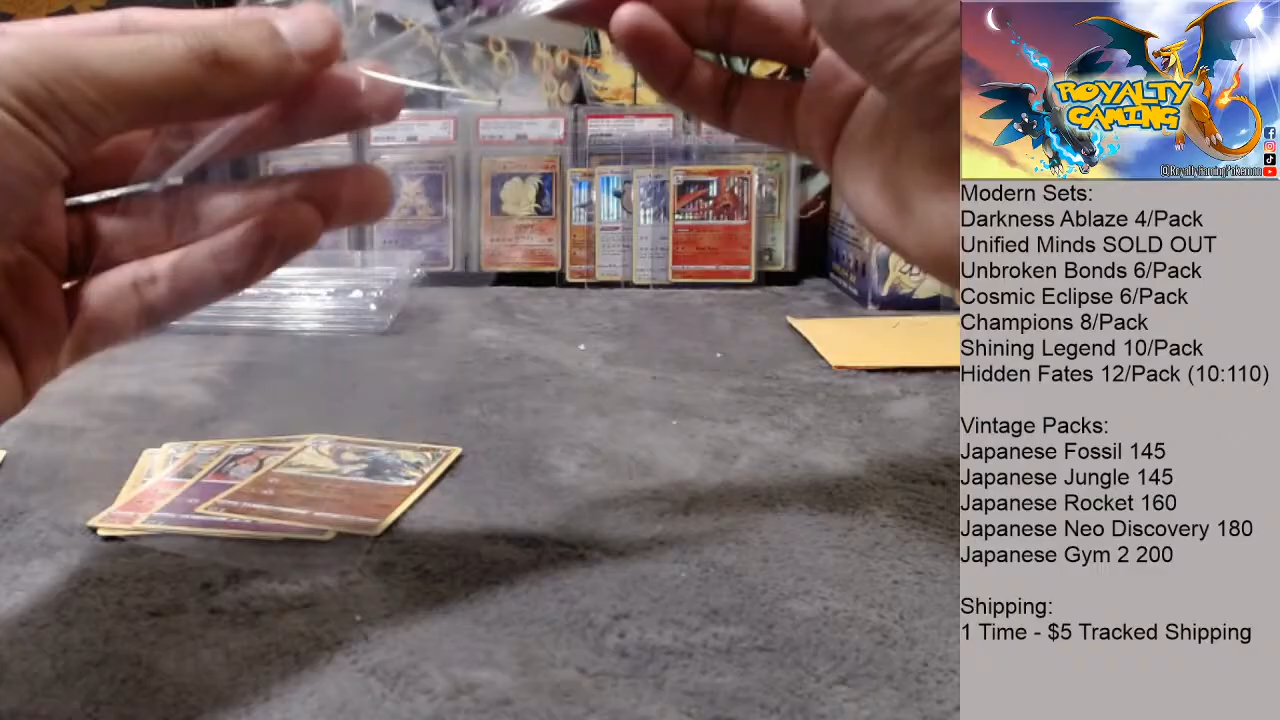 ROYALTY
GAMING
@RoyaltyGamingPokemon
Modern Sets:
Darkness Ablaze 4/Pack
Unified Minds SOLD OUT
Unbroken Bonds 6/Pack
Cosmic Eclipse 6/Pack
Champions 8/Pack
Shining Legend 10/Pack
Hidden Fates 12/Pack (10:110)
Vintage Packs:
Japanese Fossil 145
Japanese Jungle 145
Japanese Rocket 160
Japanese Neo Discovery 180
Japanese Gym 2 200
Shipping:
1 Time - $5 Tracked Shipping